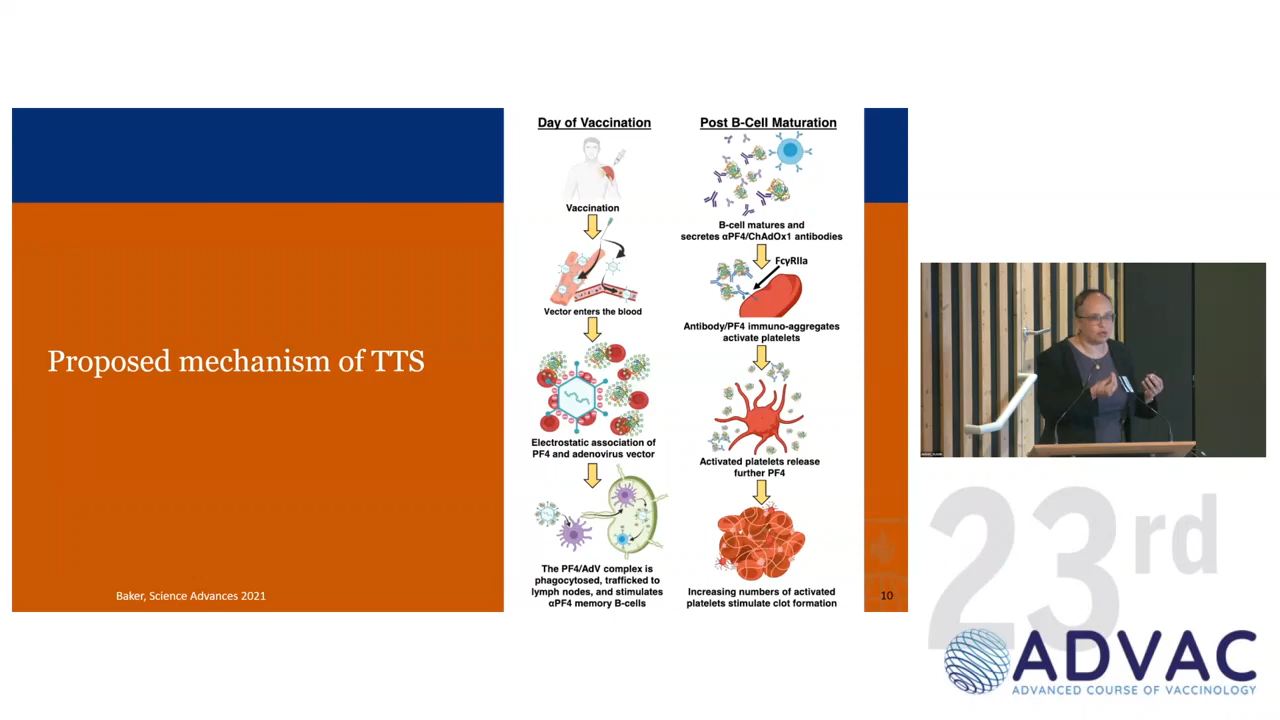 Proposed mechanism of TTS
Baker, Science Advances 2021
Day of Vaccination
Vaccination
Vector enters the blood
Electrostatic association of
PF4 and adenovirus vector
The PF4/AdV complex is
phagocytosed, trafficked to
lymph nodes, and stimulates
αPF4 memory B-cells
Post B-Cell Maturation
B-cell matures and
secretes αPF4/ChAdOx1 antibodies
FcγRIIa
Antibody/PF4 immuno-aggregates
activate platelets
Activated platelets release
further PF4
Increasing numbers of activated
platelets stimulate clot formation
10
23rd
ADVAC
ADVANCED COURSE OF VACCINOLOGY